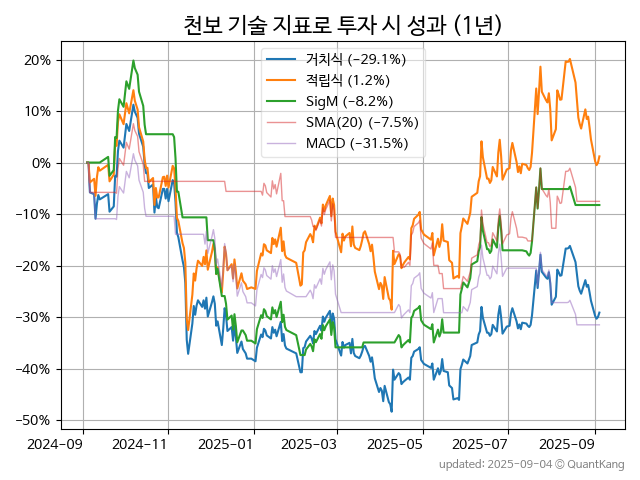 천보 기술 지표로 투자 시 성과 (1년)
거치식 (−29.1%)
적립식 (1.2%)
SigM (−8.2%)
SMA(20) (−7.5%)
MACD (−31.5%)
20%
10%
0%
−10%
−20%
−30%
−40%
−50%
2024−09
2024−11
2025−01
2025−03
2025−05
2025−07
2025−09
updated: 2025−09−04 ⓒ QuantKang